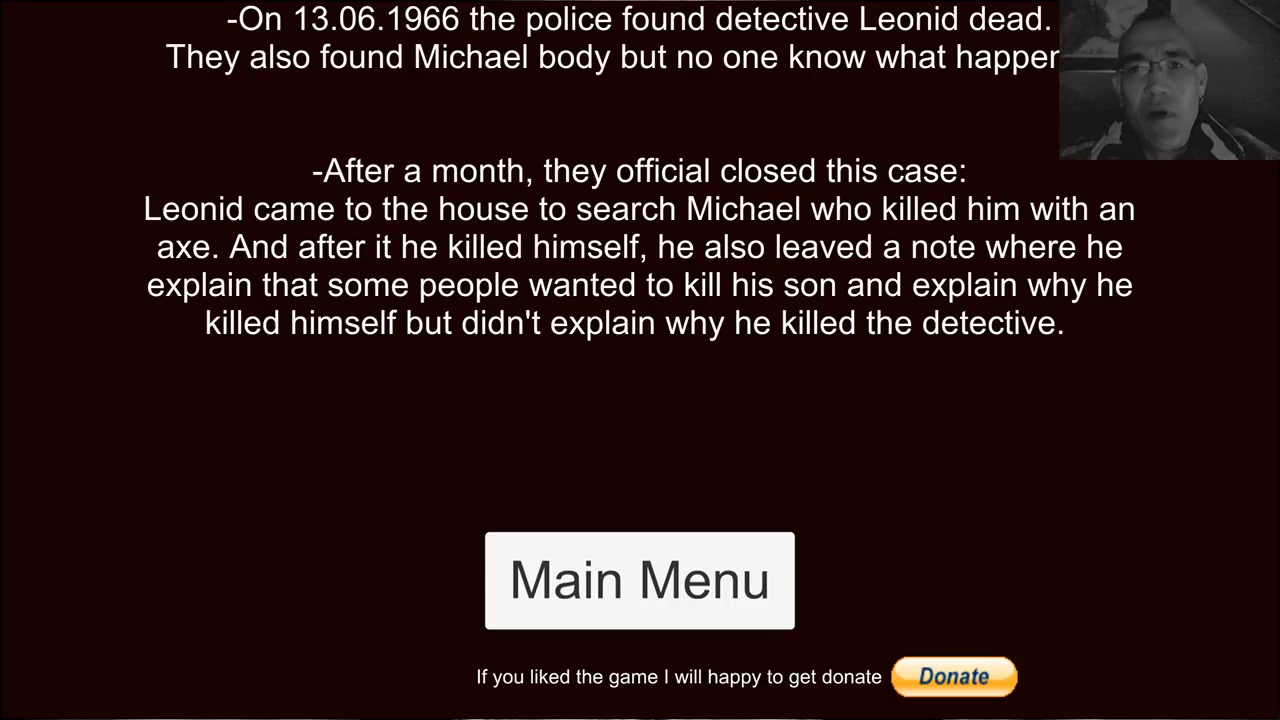 -On 13.06.1966 the police found detective Leonid dead.
They also found Michael body but no one know what happen
-After a month, they official closed this case:
Leonid came to the house to search Michael who killed him with an
axe. And after it he killed himself, he also leaved a note where he
explain that some people wanted to kill his son and explain why he
killed himself but didn't explain why he killed the detective.
Main Menu
If you liked the game I will happy to get donate
Donate